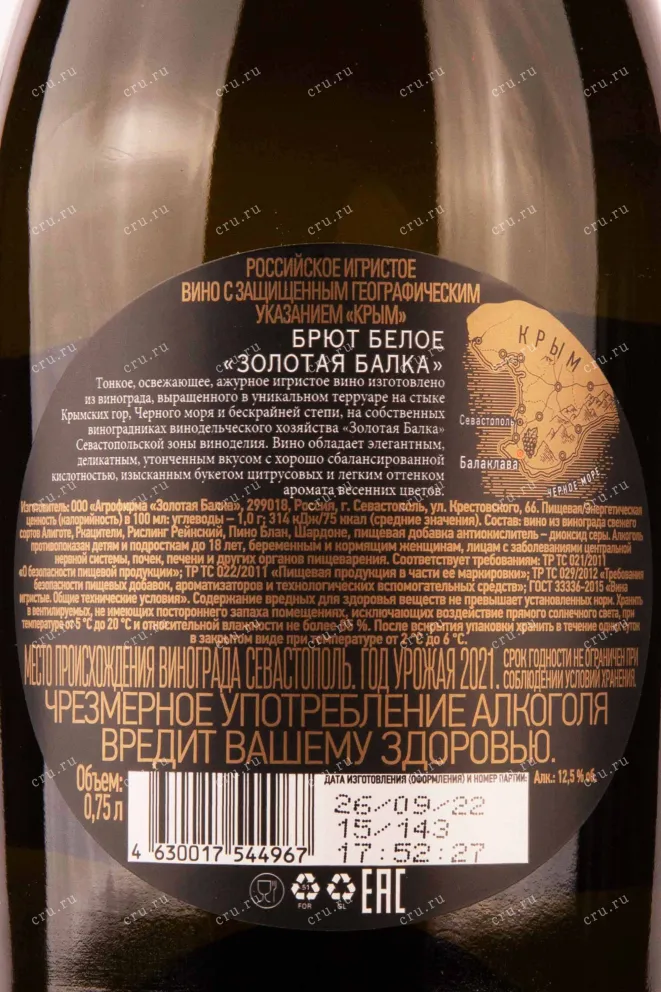 РОССИЙСКОЕ ИГРИСТОЕ
ВИНО С ЗАЩИЩЕННЫМ ГЕОГРАФИЧЕСКИМ
УКАЗАНИЕМ «КРЫМ»
БРЮТ БЕЛОЕ
«ЗОЛОТАЯ БАЛКА»
Тонкое, освежающее, ажурное игристое вино изготовлено
из винограда, выращенного в уникальном терруаре на стыке
Крымских гор, Черного моря и бескрайней степи, на собственных
виноградниках винодельческого хозяйства «Золотая Балка»
Севастопольской зоны виноделия. Вино обладает элегантным,
деликатным, утонченным вкусом с хорошо сбалансированной
кислотностью, изысканным букетом цитрусовых и легким оттенком
аромата весенних цветов.
КРЫМ
Севастополь
Балаклава
ЧЕРНОЕ МОРЕ
Изготовитель: ООО «Агрофирма «Золотая Балка», 299018, Россия, г. Севастополь, ул. Крестовского, 66. Пищевая/энергетическая
ценность (калорийность) в 100 мл: углеводы – 1,0 г; 314 кДж/75 ккал (средние значения). Состав: вино из винограда свежего
сортов Алиготе, Ркацители, Рислинг Рейнский, Пино Блан, Шардоне, пищевая добавка антиокислитель – диоксид серы. Алкоголь
противопоказан детям и подросткам до 18 лет, беременным и кормящим женщинам, лицам с заболеваниями центральной
нервной системы, почек, печени и других органов пищеварения. Соответствует требованиям: ТР ТС 021/2011
«О безопасности пищевой продукции»; ТР ТС 022/2011 «Пищевая продукция в части ее маркировки»; ТР ТС 029/2012 «Требования
безопасности пищевых добавок, ароматизаторов и технологических вспомогательных средств»; ГОСТ 33336-2015 «Вина
игристые. Общие технические условия». Содержание вредных для здоровья веществ не превышает установленных норм. Хранить
в вентилируемых, не имеющих постороннего запаха помещениях, исключающих воздействие прямого солнечного света, при
температуре от 5 °С до 20 °С и относительной влажности не более 85 %. После вскрытия упаковки хранить в течение одних суток
в закрытом виде при температуре от 2 °С до 6 °С.
МЕСТО ПРОИСХОЖДЕНИЯ ВИНОГРАДА СЕВАСТОПОЛЬ. ГОД УРОЖАЯ 2021.
СРОК ГОДНОСТИ НЕ ОГРАНИЧЕН ПРИ
СОБЛЮДЕНИИ УСЛОВИЙ ХРАНЕНИЯ.
ЧРЕЗМЕРНОЕ УПОТРЕБЛЕНИЕ АЛКОГОЛЯ
ВРЕДИТ ВАШЕМУ ЗДОРОВЬЮ.
Объем:
0,75 л
4 630017 544967
ДАТА ИЗГОТОВЛЕНИЯ (ОФОРМЛЕНИЯ) И НОМЕР ПАРТИИ:
26/09/22
15/143
17:52:27
Алк.: 12,5 % об.
51
FOR
GL
EAC
cru.ru